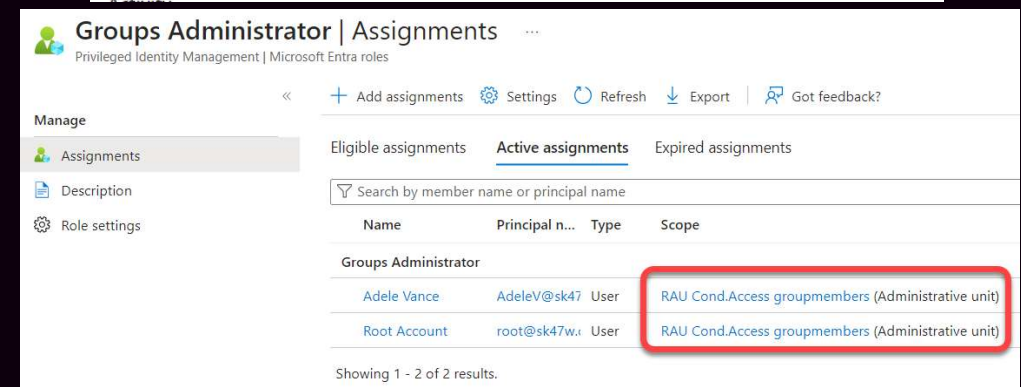 Groups Administrator | Assignments ...
Privileged Identity Management | Microsoft Entra roles
«
Manage
Assignments
Description
Role settings
+ Add assignments Settings Refresh Export Got feedback?
Eligible assignments Active assignments Expired assignments
Search by member name or principal name
Name Principal n... Type Scope
Groups Administrator
Adele Vance AdeleV@sk47 User RAU Cond.Access groupmembers (Administrative unit)
Root Account root@sk47w. User RAU Cond.Access groupmembers (Administrative unit)
Showing 1 - 2 of 2 results.